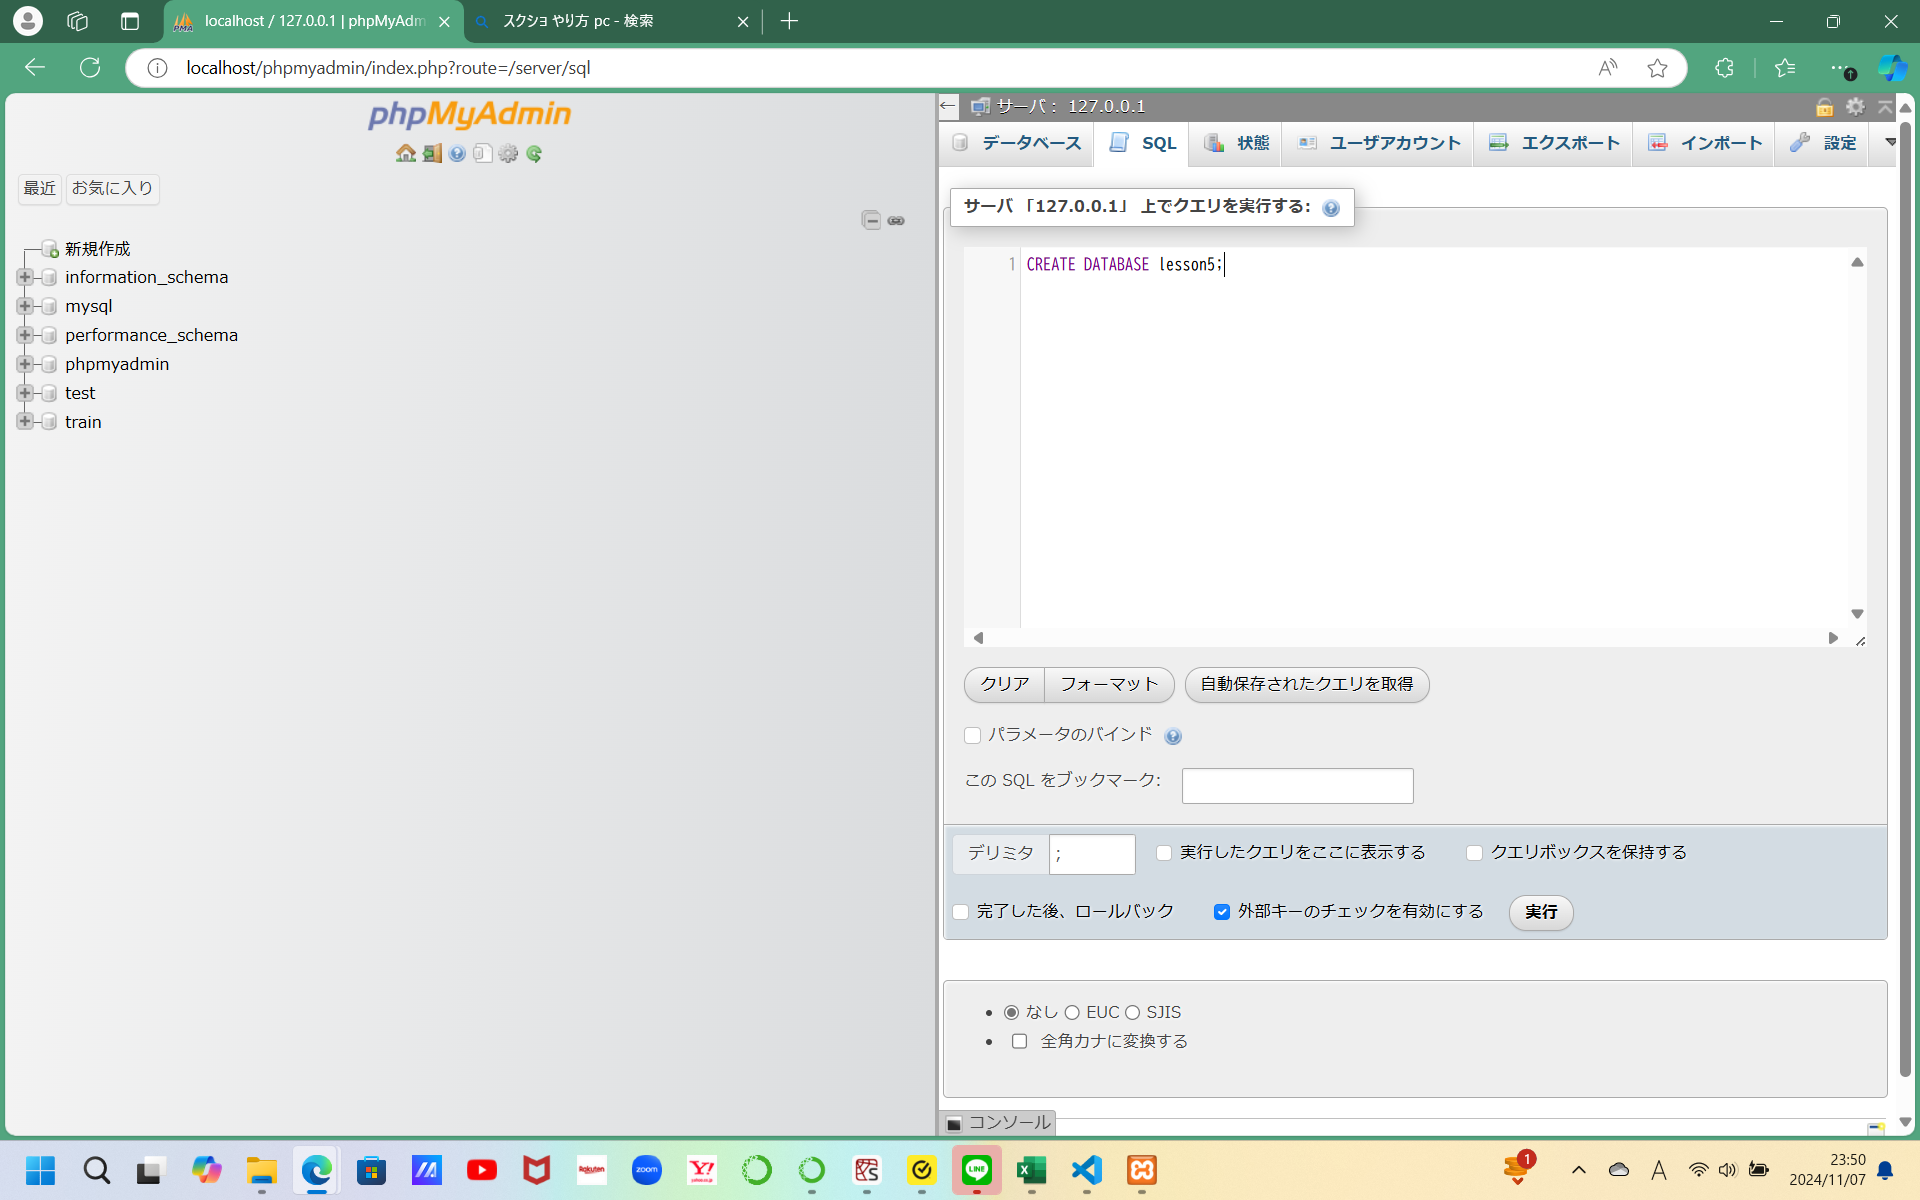 localhost / 127.0.0.1 | phpMyAdm
スクショ やり方 pc - 検索
localhost/phpmyadmin/index.php?route=/server/sql
phpMyAdmin
最近
お気に入り
新規作成
information_schema
mysql
performance_schema
phpmyadmin
test
train
サーバ: 127.0.0.1
データベース
SQL
状態
ユーザアカウント
エクスポート
インポート
設定
サーバ 「127.0.0.1」 上でクエリを実行する:
1
CREATE DATABASE lesson5;
クリア
フォーマット
自動保存されたクエリを取得
パラメータのバインド
この SQL をブックマーク:
デリミタ
;
実行したクエリをここに表示する
クエリボックスを保持する
完了した後、ロールバック
外部キーのチェックを有効にする
実行
なし EUC SJIS
全角カナに変換する
コンソール
Rakuten
zoom
Y!
LINE
1
A
23:50
2024/11/07